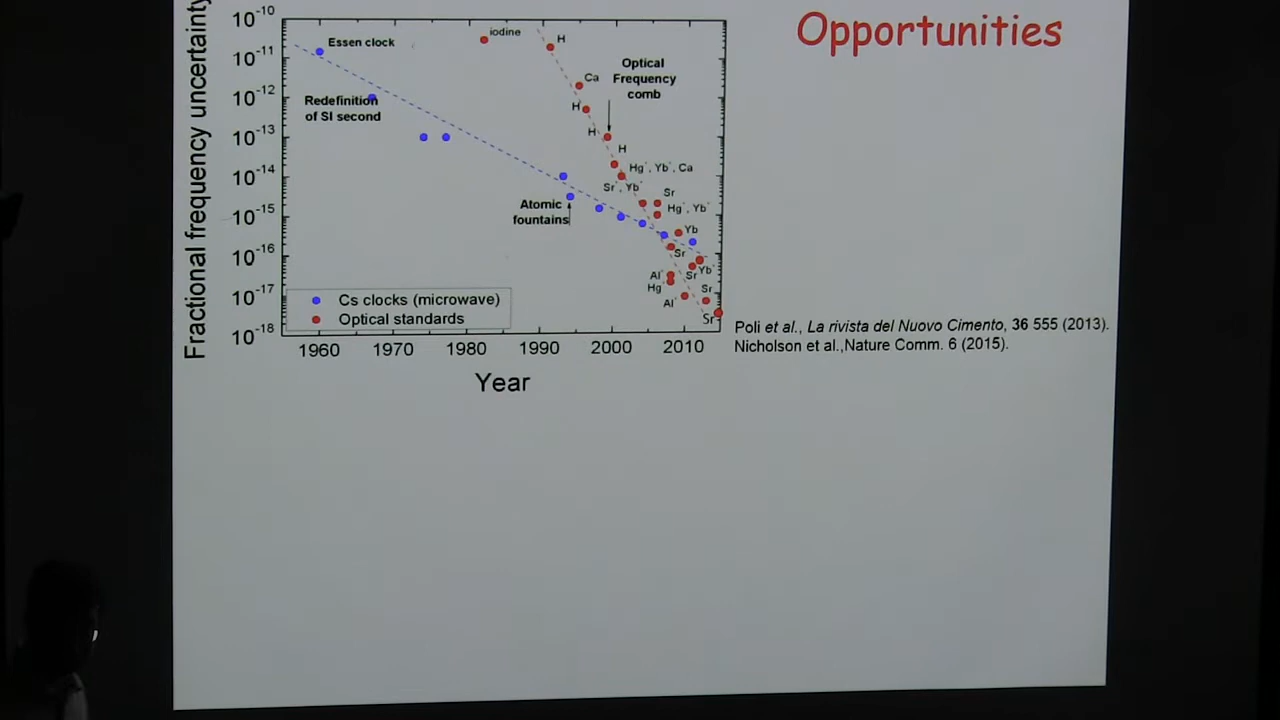 Opportunities
Fractional frequency uncertainty
10-10
10-11
10-12
10-13
10-14
10-15
10-16
10-17
10-18
Essen clock
iodine
H
Ca
Optical
Frequency
comb
Redefinition
of SI second
H
H
H
Hg+, Yb+, Ca
Sr+, Yb+
Sr
Hg+, Yb+
Atomic
fountains
Yb
Sr
Al+
Sr
Yb+
Hg+
Sr
Al+
Sr
Cs clocks (microwave)
Optical standards
1960 1970 1980 1990 2000 2010
Year
Poli et al., La rivista del Nuovo Cimento, 36 555 (2013).
Nicholson et al.,Nature Comm. 6 (2015).